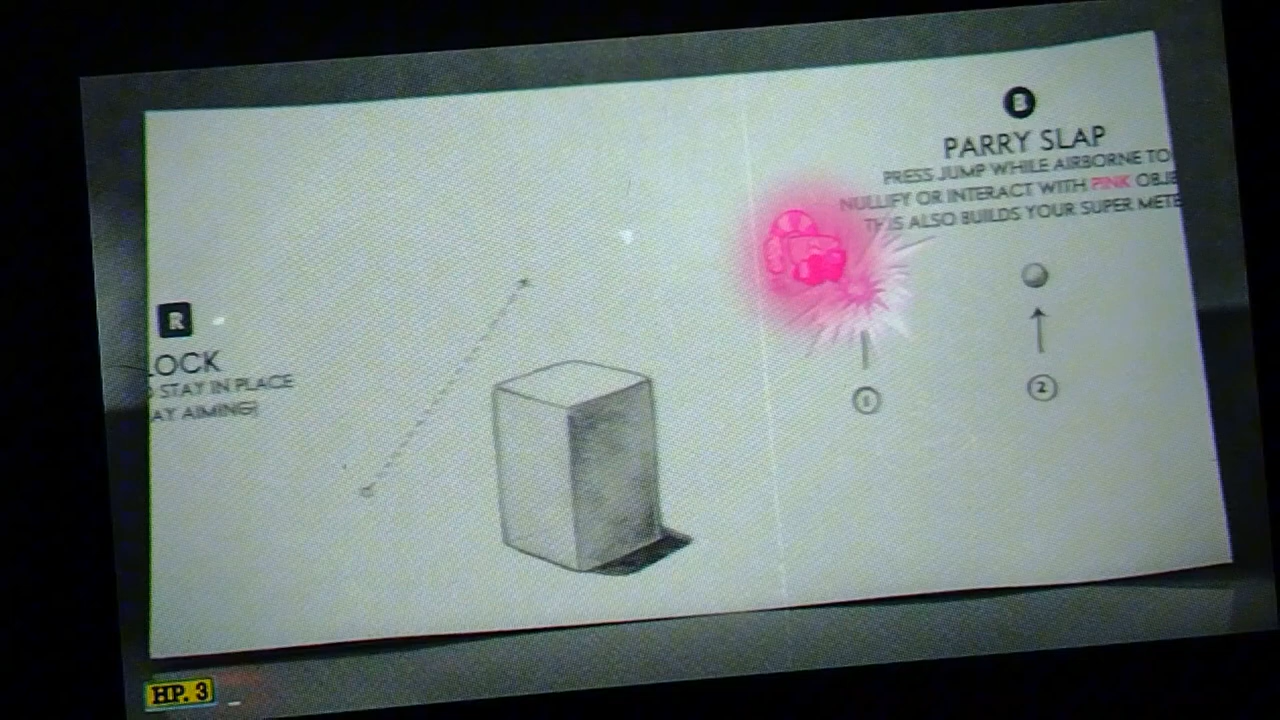 R
LOCK
STAY IN PLACE
AY AIMING)
B
PARRY SLAP
PRESS JUMP WHILE AIRBORNE TO
NULLIFY OR INTERACT WITH PINK OBJE
THIS ALSO BUILDS YOUR SUPER METE
1
2
HP. 3